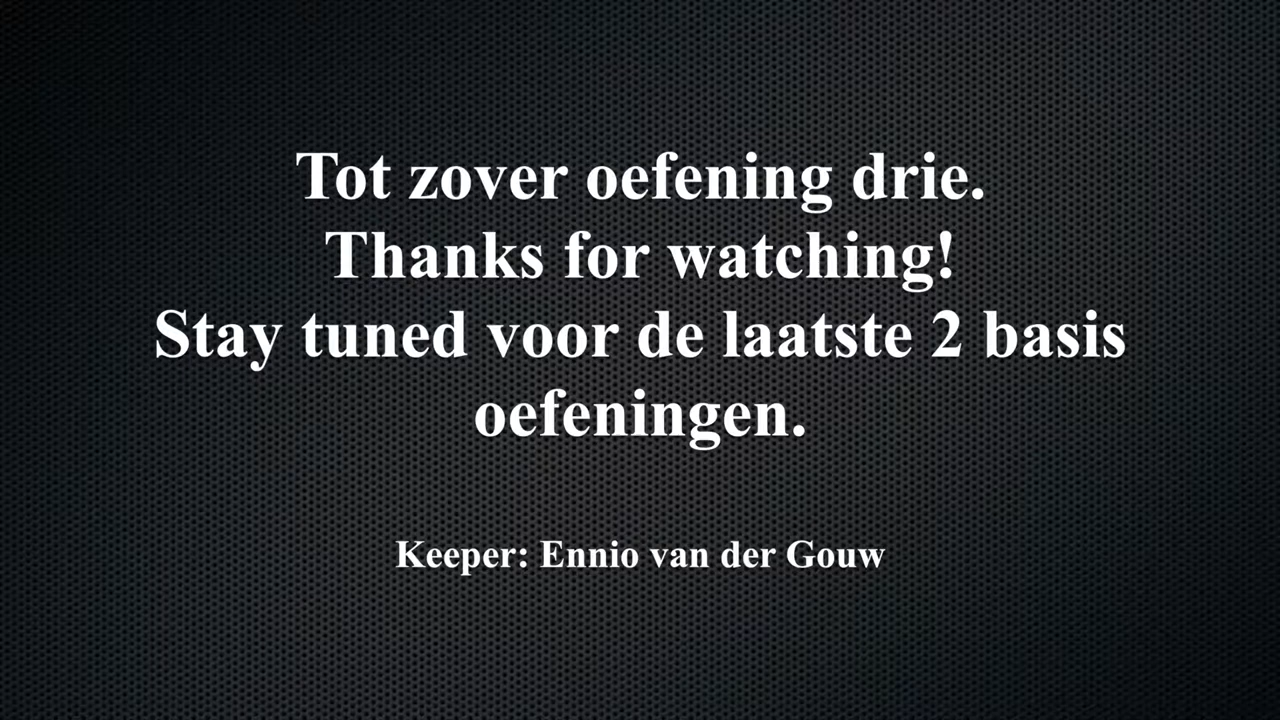 Tot zover oefening drie.
Thanks for watching!
Stay tuned voor de laatste 2 basis
oefeningen.
Keeper: Ennio van der Gouw